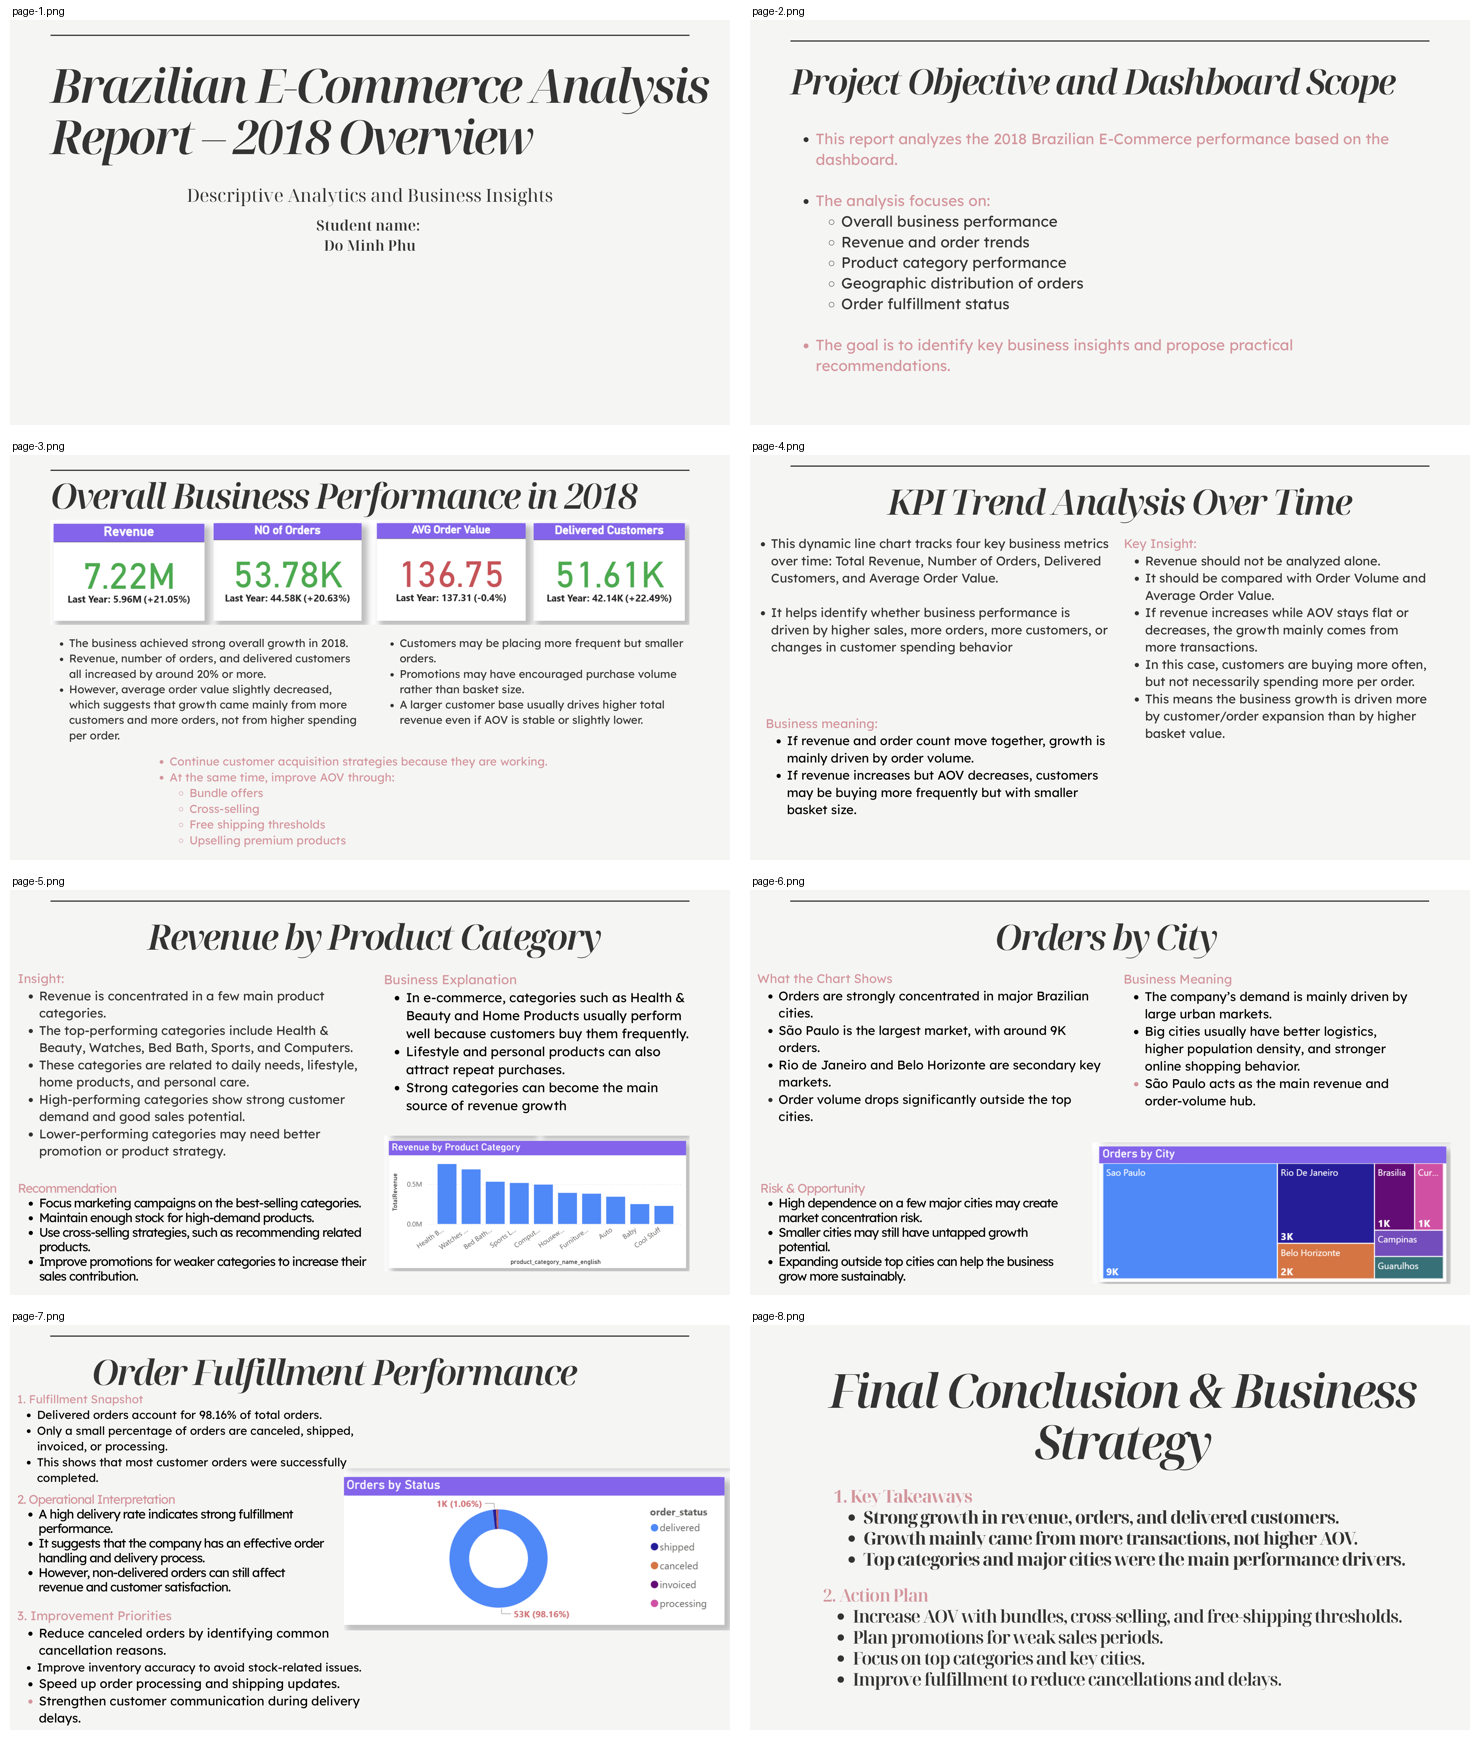 page-1.png
Brazilian E-Commerce Analysis
Report – 2018 Overview
Descriptive Analytics and Business Insights
Student name:
Do Minh Phu
page-2.png
Project Objective and Dashboard Scope
• This report analyzes the 2018 Brazilian E-Commerce performance based on the
dashboard.
• The analysis focuses on:
◦ Overall business performance
◦ Revenue and order trends
◦ Product category performance
◦ Geographic distribution of orders
◦ Order fulfillment status
• The goal is to identify key business insights and propose practical
recommendations.
page-3.png
Overall Business Performance in 2018
Revenue
7.22M
Last Year: 5.96M (+21.05%)
NO of Orders
53.78K
Last Year: 44.58K (+20.63%)
AVG Order Value
136.75
Last Year: 137.31 (-0.4%)
Delivered Customers
51.61K
Last Year: 42.14K (+22.49%)
• The business achieved strong overall growth in 2018.
• Revenue, number of orders, and delivered customers
all increased by around 20% or more.
• However, average order value slightly decreased,
which suggests that growth came mainly from more
customers and more orders, not from higher spending
per order.
• Customers may be placing more frequent but smaller
orders.
• Promotions may have encouraged purchase volume
rather than basket size.
• A larger customer base usually drives higher total
revenue even if AOV is stable or slightly lower.
• Continue customer acquisition strategies because they are working.
• At the same time, improve AOV through:
◦ Bundle offers
◦ Cross-selling
◦ Free shipping thresholds
◦ Upselling premium products
page-4.png
KPI Trend Analysis Over Time
• This dynamic line chart tracks four key business metrics
over time: Total Revenue, Number of Orders, Delivered
Customers, and Average Order Value.
• It helps identify whether business performance is
driven by higher sales, more orders, more customers, or
changes in customer spending behavior
Business meaning:
• If revenue and order count move together, growth is
mainly driven by order volume.
• If revenue increases but AOV decreases, customers
may be buying more frequently but with smaller
basket size.
Key Insight:
• Revenue should not be analyzed alone.
• It should be compared with Order Volume and
Average Order Value.
• If revenue increases while AOV stays flat or
decreases, the growth mainly comes from
more transactions.
• In this case, customers are buying more often,
but not necessarily spending more per order.
• This means the business growth is driven more
by customer/order expansion than by higher
basket value.
page-5.png
Revenue by Product Category
Insight:
• Revenue is concentrated in a few main product
categories.
• The top-performing categories include Health &
Beauty, Watches, Bed Bath, Sports, and Computers.
• These categories are related to daily needs, lifestyle,
home products, and personal care.
• High-performing categories show strong customer
demand and good sales potential.
• Lower-performing categories may need better
promotion or product strategy.
Recommendation
• Focus marketing campaigns on the best-selling categories.
• Maintain enough stock for high-demand products.
• Use cross-selling strategies, such as recommending related
products.
• Improve promotions for weaker categories to increase their
sales contribution.
Business Explanation
• In e-commerce, categories such as Health &
Beauty and Home Products usually perform
well because customers buy them frequently.
• Lifestyle and personal products can also
attract repeat purchases.
• Strong categories can become the main
source of revenue growth
Revenue by Product Category
TotalRevenue
0.5M
0.0M
Health B...
Watches ...
Bed Bath...
Sports L...
Comput...
Housew...
Furniture...
Auto
Baby
Cool Stuff
product_category_name_english
page-6.png
Orders by City
What the Chart Shows
• Orders are strongly concentrated in major Brazilian
cities.
• São Paulo is the largest market, with around 9K
orders.
• Rio de Janeiro and Belo Horizonte are secondary key
markets.
• Order volume drops significantly outside the top
cities.
Risk & Opportunity
• High dependence on a few major cities may create
market concentration risk.
• Smaller cities may still have untapped growth
potential.
• Expanding outside top cities can help the business
grow more sustainably.
Business Meaning
• The company’s demand is mainly driven by
large urban markets.
• Big cities usually have better logistics,
higher population density, and stronger
online shopping behavior.
• São Paulo acts as the main revenue and
order-volume hub.
Orders by City
Sao Paulo
9K
Rio De Janeiro
3K
Belo Horizonte
2K
Brasilia
1K
Cur...
1K
Campinas
Guarulhos
page-7.png
Order Fulfillment Performance
1. Fulfillment Snapshot
• Delivered orders account for 98.16% of total orders.
• Only a small percentage of orders are canceled, shipped,
invoiced, or processing.
• This shows that most customer orders were successfully
completed.
2. Operational Interpretation
• A high delivery rate indicates strong fulfillment
performance.
• It suggests that the company has an effective order
handling and delivery process.
• However, non-delivered orders can still affect
revenue and customer satisfaction.
3. Improvement Priorities
• Reduce canceled orders by identifying common
cancellation reasons.
• Improve inventory accuracy to avoid stock-related issues.
• Speed up order processing and shipping updates.
• Strengthen customer communication during delivery
delays.
Orders by Status
1K (1.06%)
53K (98.16%)
order_status
delivered
shipped
canceled
invoiced
processing
page-8.png
Final Conclusion & Business
Strategy
1. Key Takeaways
• Strong growth in revenue, orders, and delivered customers.
• Growth mainly came from more transactions, not higher AOV.
• Top categories and major cities were the main performance drivers.
2. Action Plan
• Increase AOV with bundles, cross-selling, and free-shipping thresholds.
• Plan promotions for weak sales periods.
• Focus on top categories and key cities.
• Improve fulfillment to reduce cancellations and delays.